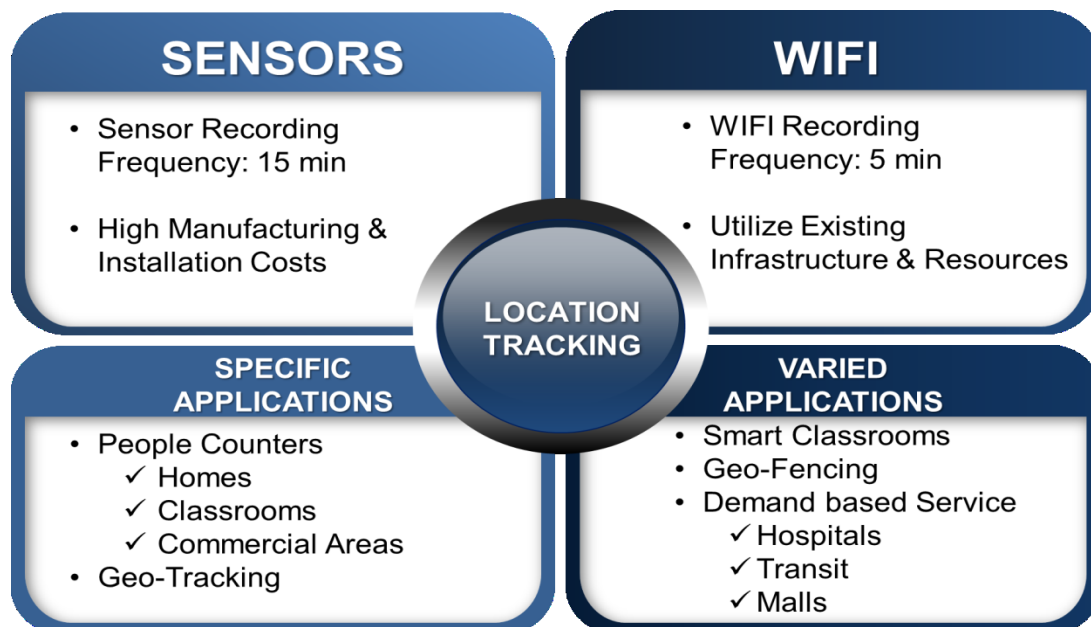 SENSORS
• Sensor Recording
Frequency: 15 min
• High Manufacturing &
Installation Costs
WIFI
• WIFI Recording
Frequency: 5 min
• Utilize Existing
Infrastructure & Resources
LOCATION
TRACKING
SPECIFIC
APPLICATIONS
• People Counters
✓ Homes
✓ Classrooms
✓ Commercial Areas
• Geo-Tracking
VARIED
APPLICATIONS
• Smart Classrooms
• Geo-Fencing
• Demand based Service
✓ Hospitals
✓ Transit
✓ Malls